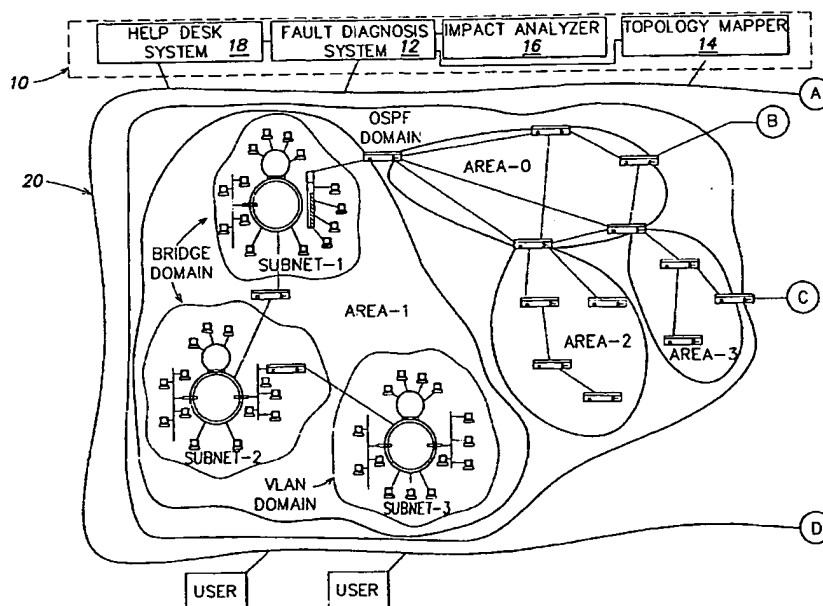 HELP DESK
SYSTEM 18
FAULT DIAGNOSIS
SYSTEM 12
IMPACT ANALYZER
16
TOPOLOGY MAPPER
14
10
A
OSPF
DOMAIN
B
AREA-0
20
BRIDGE
DOMAIN
SUBNET-1
C
AREA-1
AREA-2
AREA-3
SUBNET-2
VLAN
DOMAIN
SUBNET-3
D
USER
USER